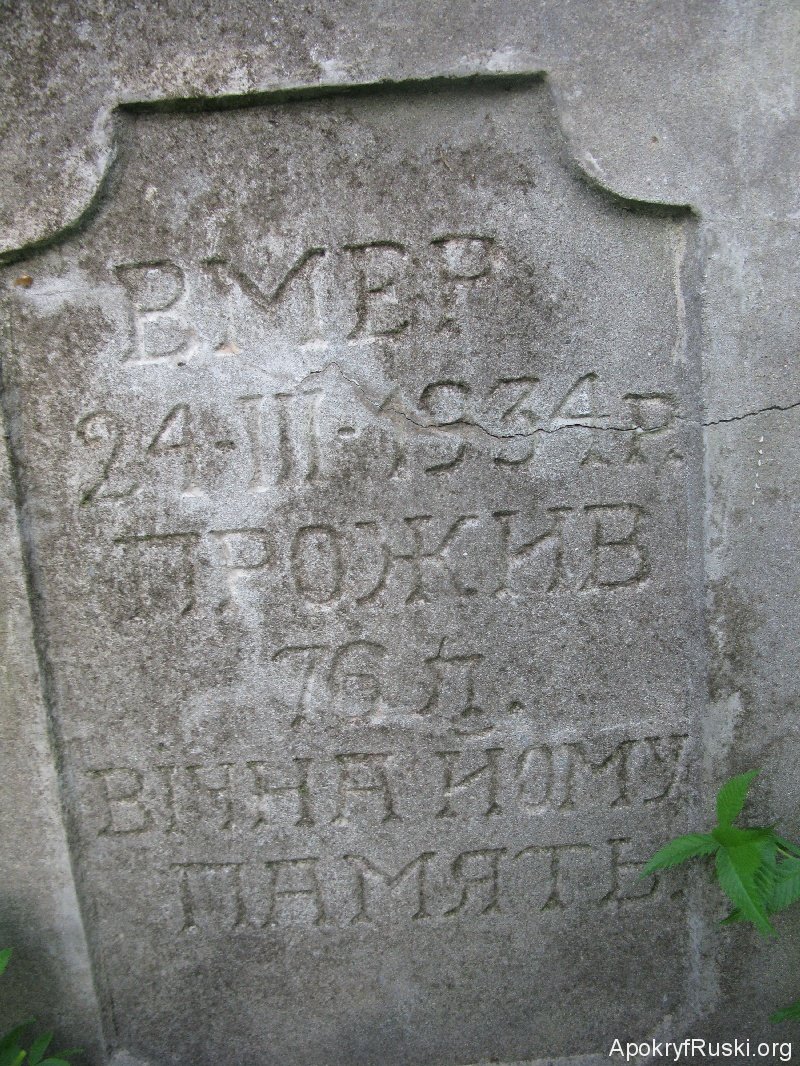 ВМЕР
24·III·1934 Р.
ПРОЖИВ
76 Л.
ВІЧНА ЙОМУ
ПАМЯТЬ.
ApokryfRuski.org